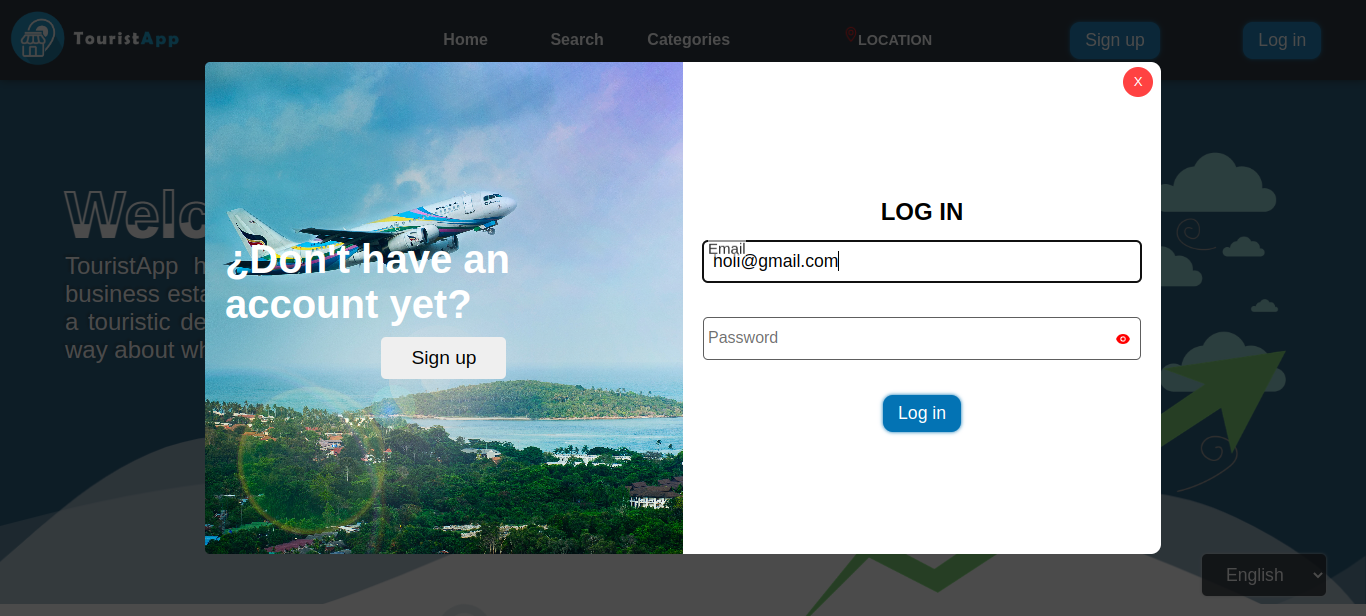 TouristApp
Home
Search
Categories
LOCATION
Sign up
Log in
X
Welc
TouristApp h
business esta
a touristic de
way about wh
¿Don't have an
account yet?
Sign up
LOG IN
Email
holi@gmail.com
Password
Log in
English